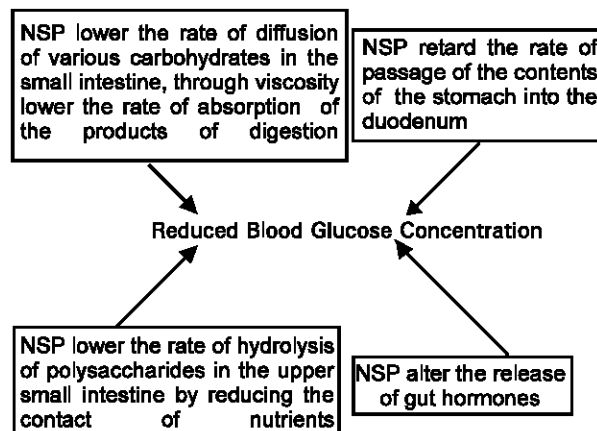 NSP lower the rate of diffusion
of various carbohydrates in the
small intestine, through viscosity
lower the rate of absorption of
the products of digestion
NSP retard the rate of
passage of the contents
of the stomach into the
duodenum
Reduced Blood Glucose Concentration
NSP lower the rate of hydrolysis
of polysaccharides in the upper
small intestine by reducing the
contact of nutrients
NSP alter the release
of gut hormones